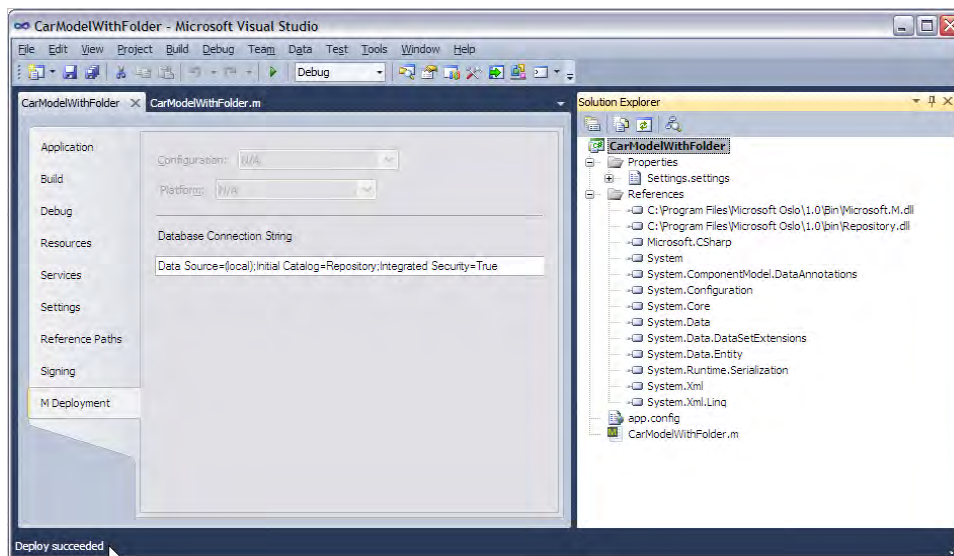 CarModelWithFolder - Microsoft Visual Studio
File Edit View Project Build Debug Team Data Test Tools Window Help
Debug
CarModelWithFolder CarModelWithFolder.m
Application
Build
Debug
Resources
Services
Settings
Reference Paths
Signing
M Deployment
Configuration: N/A
Platform: N/A
Database Connection String
Data Source=(local);Initial Catalog=Repository;Integrated Security=True
Solution Explorer
CarModelWithFolder
Properties
Settings.settings
References
C:\Program Files\Microsoft Oslo\1.0\Bin\Microsoft.M.dll
C:\Program Files\Microsoft Oslo\1.0\bin\Repository.dll
Microsoft.CSharp
System
System.ComponentModel.DataAnnotations
System.Configuration
System.Core
System.Data
System.Data.DataSetExtensions
System.Data.Entity
System.Runtime.Serialization
System.Xml
System.Xml.Linq
app.config
CarModelWithFolder.m
Deploy succeeded